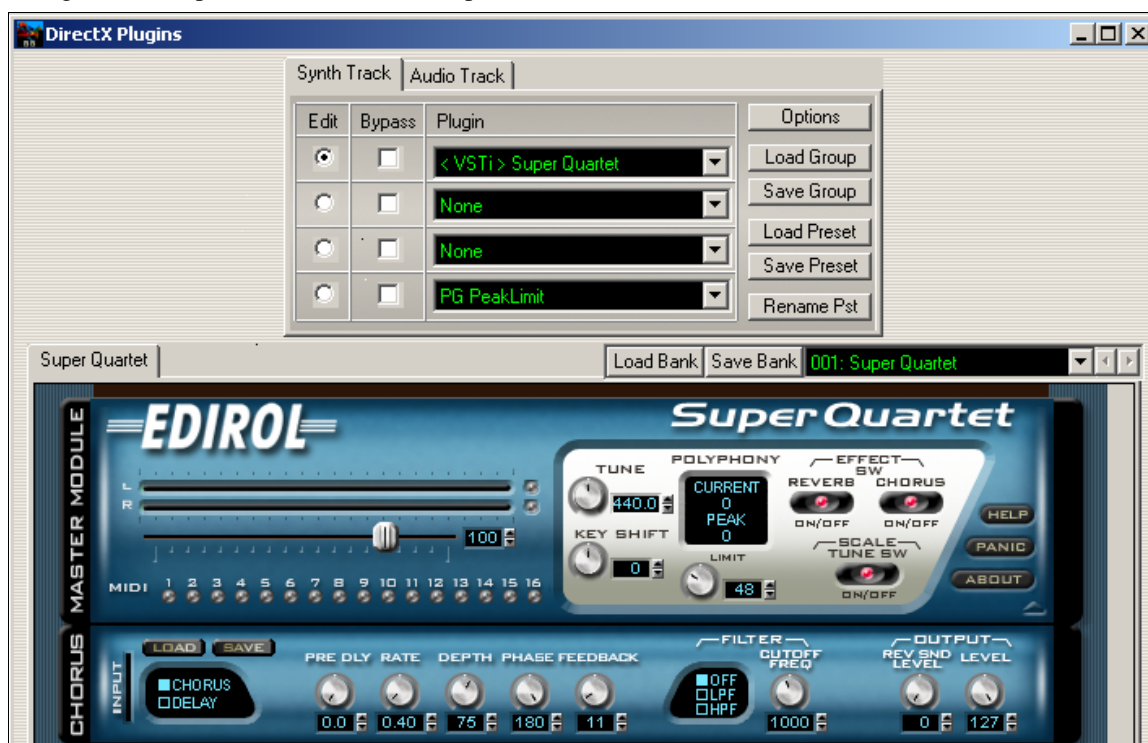 DirectX Plugins
Synth Track Audio Track
Edit Bypass Plugin Options
< VSTi > Super Quartet Load Group
None Save Group
None Load Preset
Save Preset
PG PeakLimit Rename Pst
Super Quartet Load Bank Save Bank 001: Super Quartet
MASTER MODULE
EDIROL Super Quartet
TUNE POLYPHONY EFFECT SW
L CURRENT REVERB CHORUS
R 440.0 0
PEAK ON/OFF ON/OFF HELP
100 KEY SHIFT 0 SCALE TUNE SW PANIC
LIMIT
0 48 ON/OFF ABOUT
MIDI 1 2 3 4 5 6 7 8 9 10 11 12 13 14 15 16
CHORUS
INPUT
LOAD SAVE FILTER OUTPUT
PRE DLY RATE DEPTH PHASE FEEDBACK CUTOFF FREQ REV SND LEVEL LEVEL
CHORUS OFF
DELAY LPF
HPF
0.0 0.40 75 180 11 1000 0 127